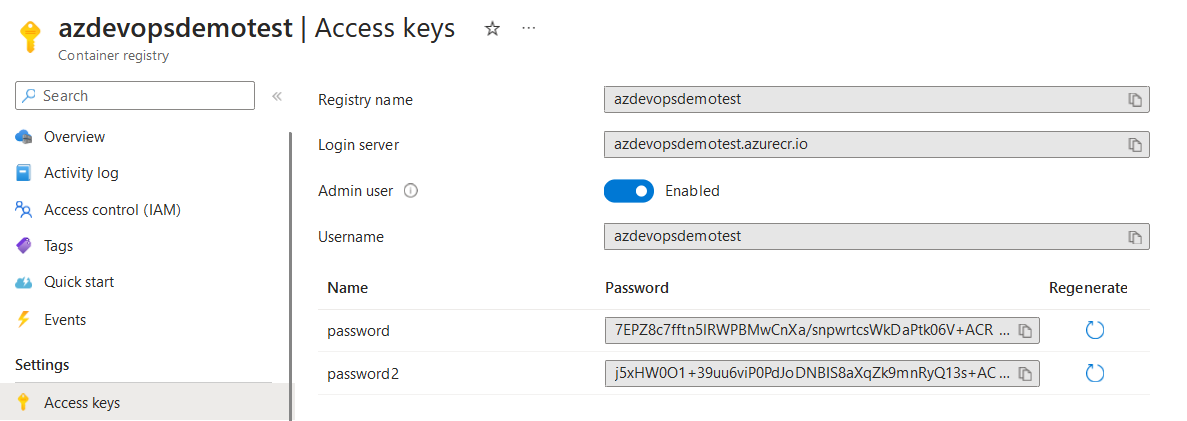 azdevopsdemotest | Access keys ☆ ...
Container registry
Search «
Overview
Activity log
Access control (IAM)
Tags
Quick start
Events
Settings
Access keys
Registry name azdevopsdemotest
Login server azdevopsdemotest.azurecr.io
Admin user Enabled
Username azdevopsdemotest
Name Password Regenerate
password 7EPZ8c7fftn5IRWPBMwCnXa/snpwrtcsWkDaPtk06V+ACR ...
password2 j5xHW0O1+39uu6viP0PdJoDNBIS8aXqZk9mnRyQ13s+AC ...